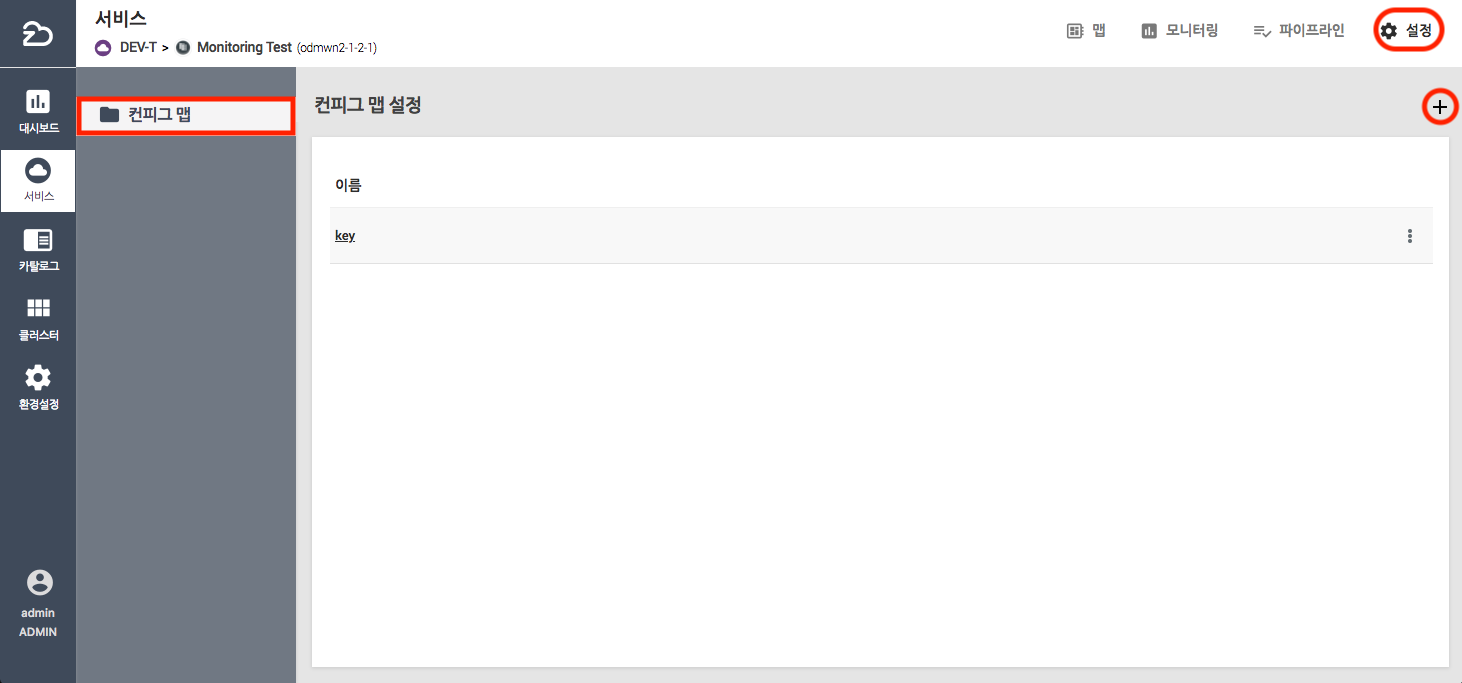 서비스
DEV-T > Monitoring Test (odmwn2-1-2-1)
맵
모니터링
파이프라인
설정
대시보드
서비스
카탈로그
클러스터
환경설정
admin
ADMIN
컨피그 맵
컨피그 맵 설정
이름
key